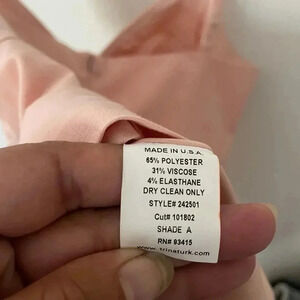 MADE IN U.S.A.
65% POLYESTER
31% VISCOSE
4% ELASTHANE
DRY CLEAN ONLY
STYLE# 242501
Cut# 101802
SHADE A
RN# 93415
www.trinaturk.com